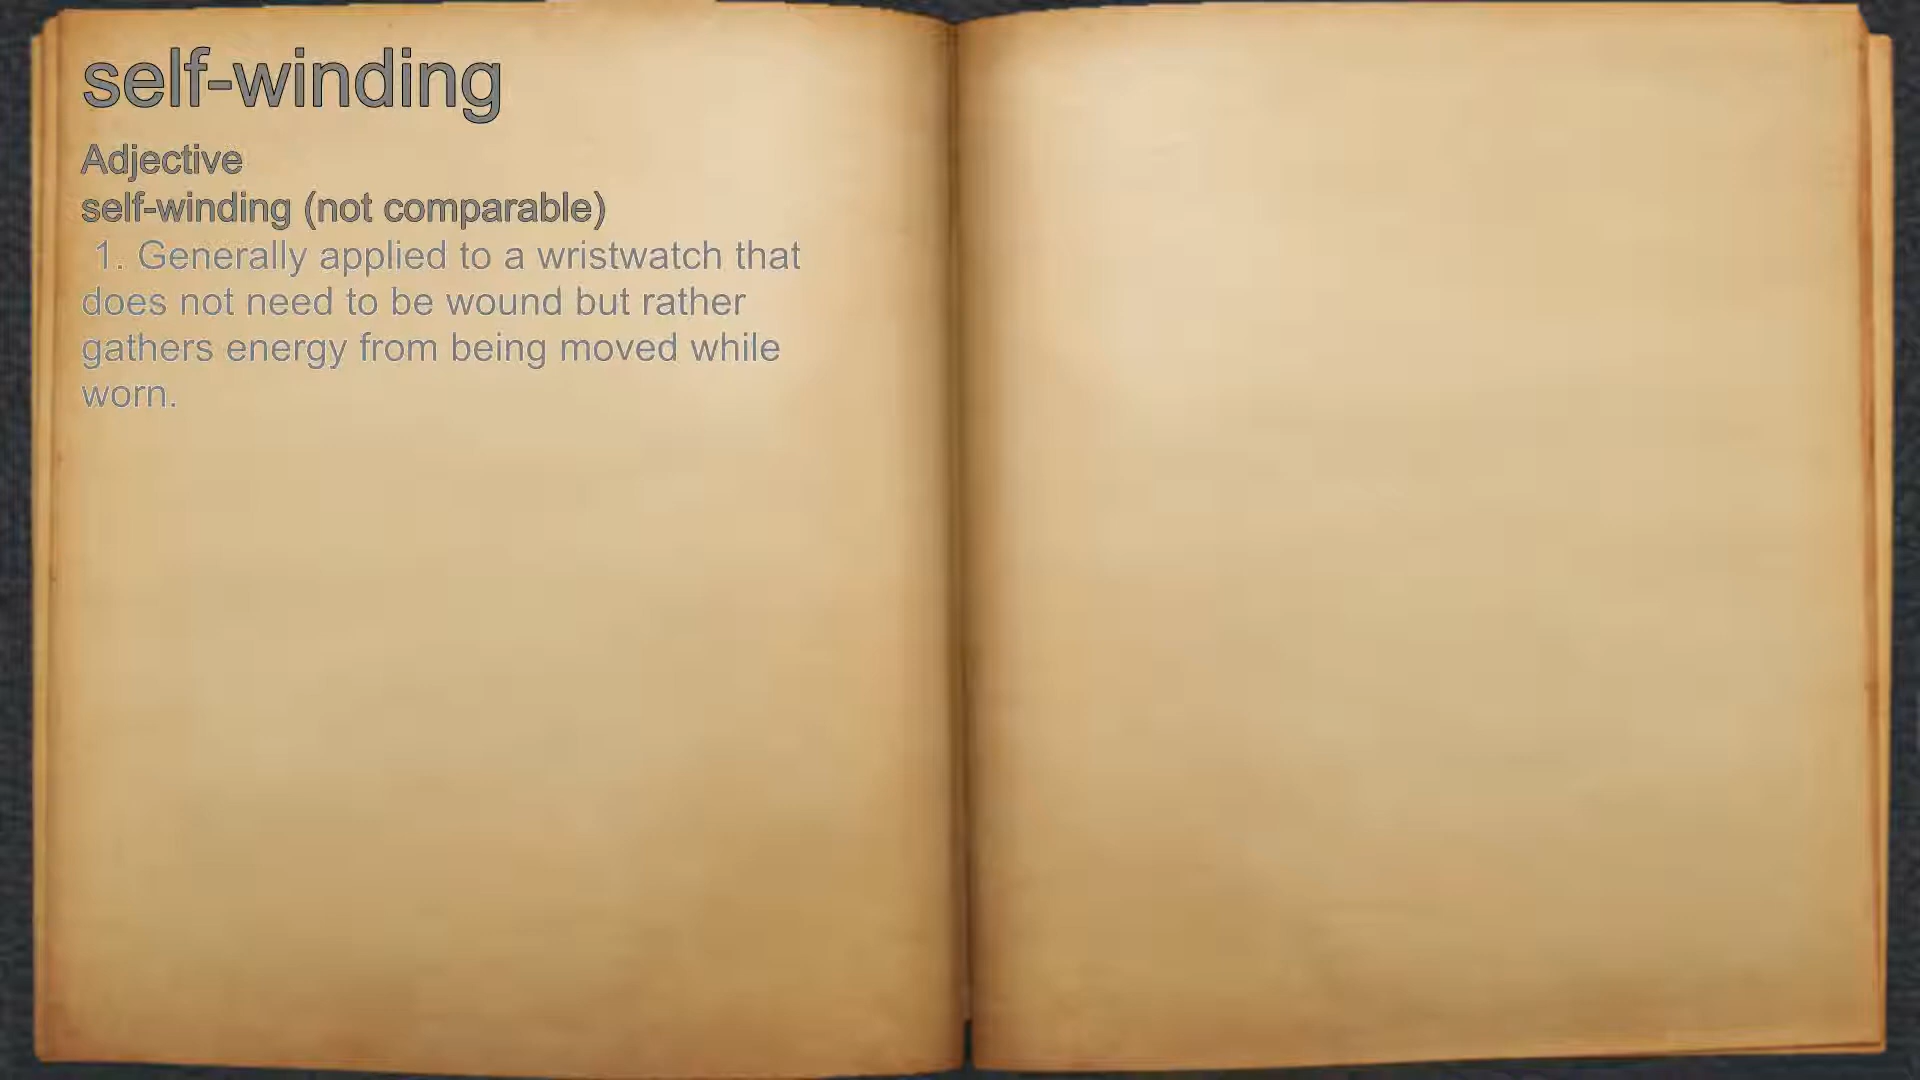 self-winding
Adjective
self-winding (not comparable)
1. Generally applied to a wristwatch that
does not need to be wound but rather
gathers energy from being moved while
worn.